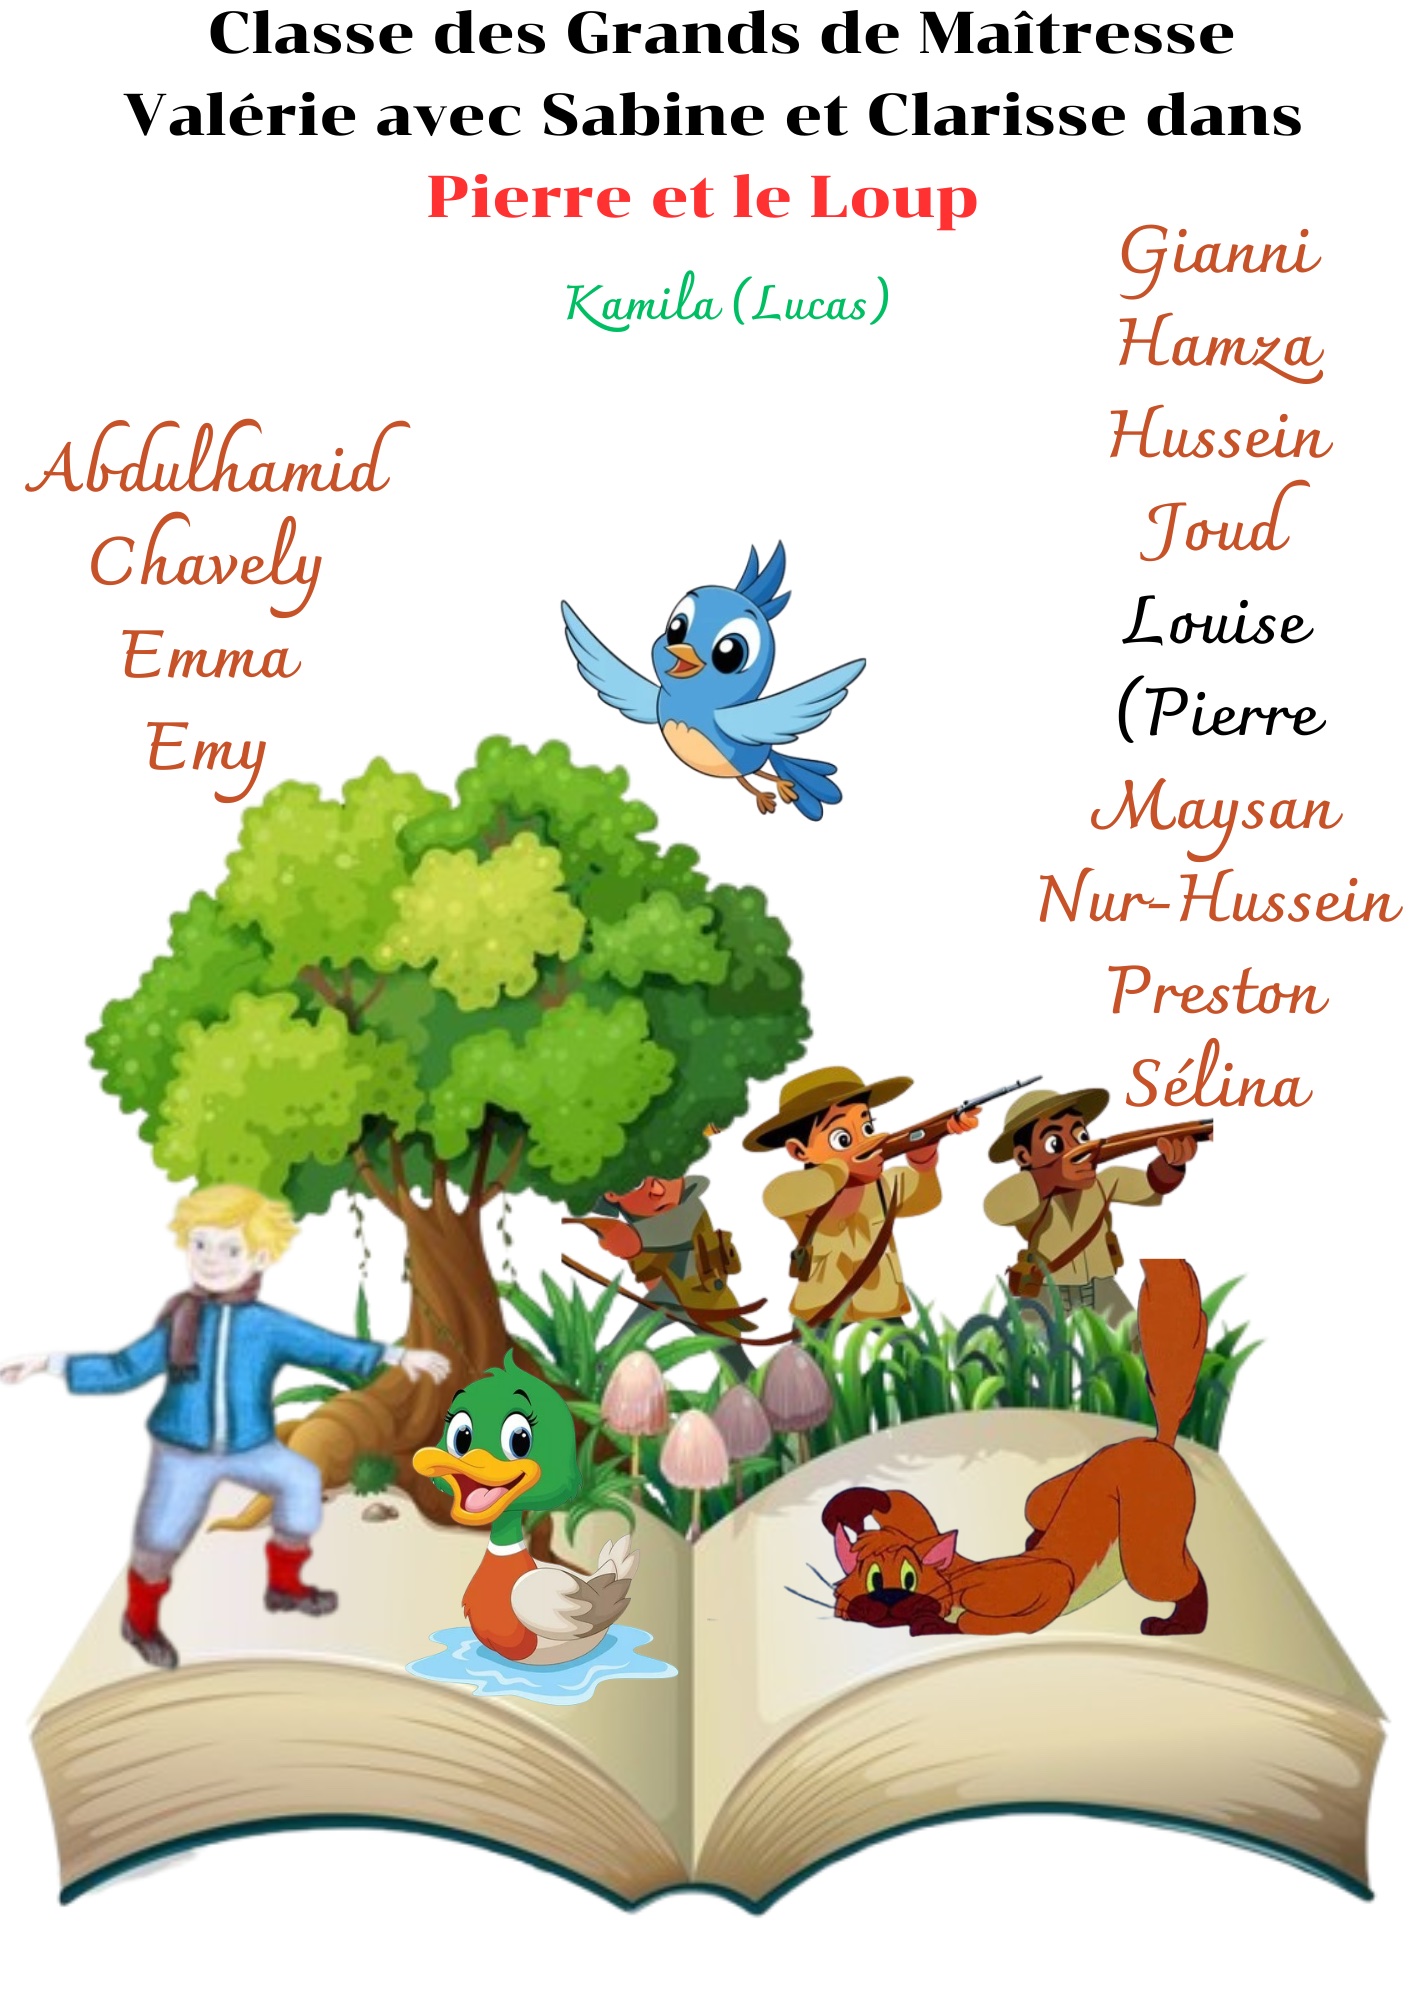 Classe des Grands de Maîtresse
Valérie avec Sabine et Clarisse dans
Pierre et le Loup
Kamila (Lucas)
Abdulhamid
Chavely
Emma
Emy
Gianni
Hamza
Hussein
Joud
Louise
(Pierre
Maysan
Nur-Hussein
Preston
Sélina